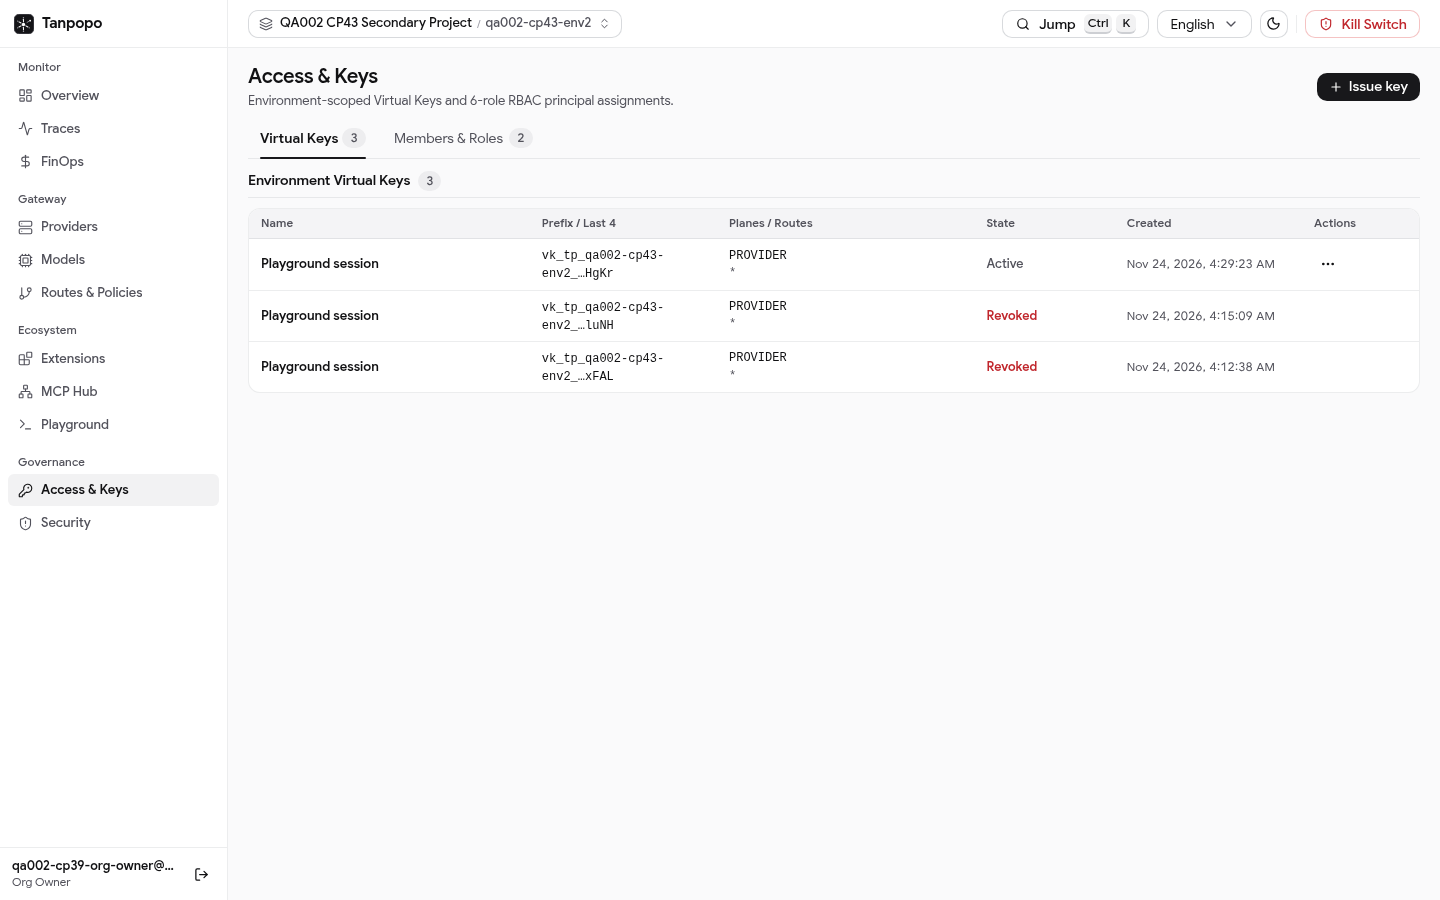 Tanpopo
QA002 CP43 Secondary Project / qa002-cp43-env2
Jump Ctrl K
English
Kill Switch
Monitor
Overview
Traces
FinOps
Gateway
Providers
Models
Routes & Policies
Ecosystem
Extensions
MCP Hub
Playground
Governance
Access & Keys
Security
qa002-cp39-org-owner@...
Org Owner
Access & Keys
Environment-scoped Virtual Keys and 6-role RBAC principal assignments.
Issue key
Virtual Keys 3 Members & Roles 2
Environment Virtual Keys 3
Name Prefix / Last 4 Planes / Routes State Created Actions
Playground session vk_tp_qa002-cp43- PROVIDER Active Nov 24, 2026, 4:29:23 AM
env2_…HgKr *
Playground session vk_tp_qa002-cp43- PROVIDER Revoked Nov 24, 2026, 4:15:09 AM
env2_…luNH *
Playground session vk_tp_qa002-cp43- PROVIDER Revoked Nov 24, 2026, 4:12:38 AM
env2_…xFAL *